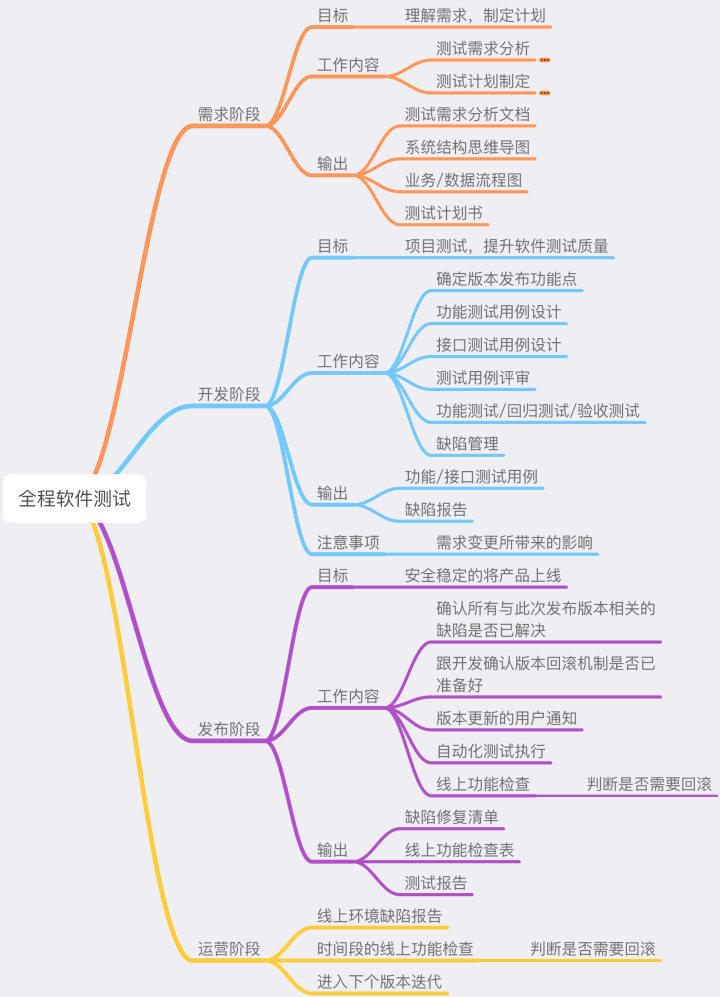 全程软件测试
需求阶段
目标
理解需求，制定计划
工作内容
测试需求分析
测试计划制定
输出
测试需求分析文档
系统结构思维导图
业务/数据流程图
测试计划书
开发阶段
目标
项目测试，提升软件测试质量
工作内容
确定版本发布功能点
功能测试用例设计
接口测试用例设计
测试用例评审
功能测试/回归测试/验收测试
缺陷管理
输出
功能/接口测试用例
缺陷报告
注意事项
需求变更所带来的影响
发布阶段
目标
安全稳定的将产品上线
工作内容
确认所有与此次发布版本相关的
缺陷是否已解决
跟开发确认版本回滚机制是否已
准备好
版本更新的用户通知
自动化测试执行
线上功能检查
判断是否需要回滚
输出
缺陷修复清单
线上功能检查表
测试报告
运营阶段
线上环境缺陷报告
时间段的线上功能检查
判断是否需要回滚
进入下个版本迭代